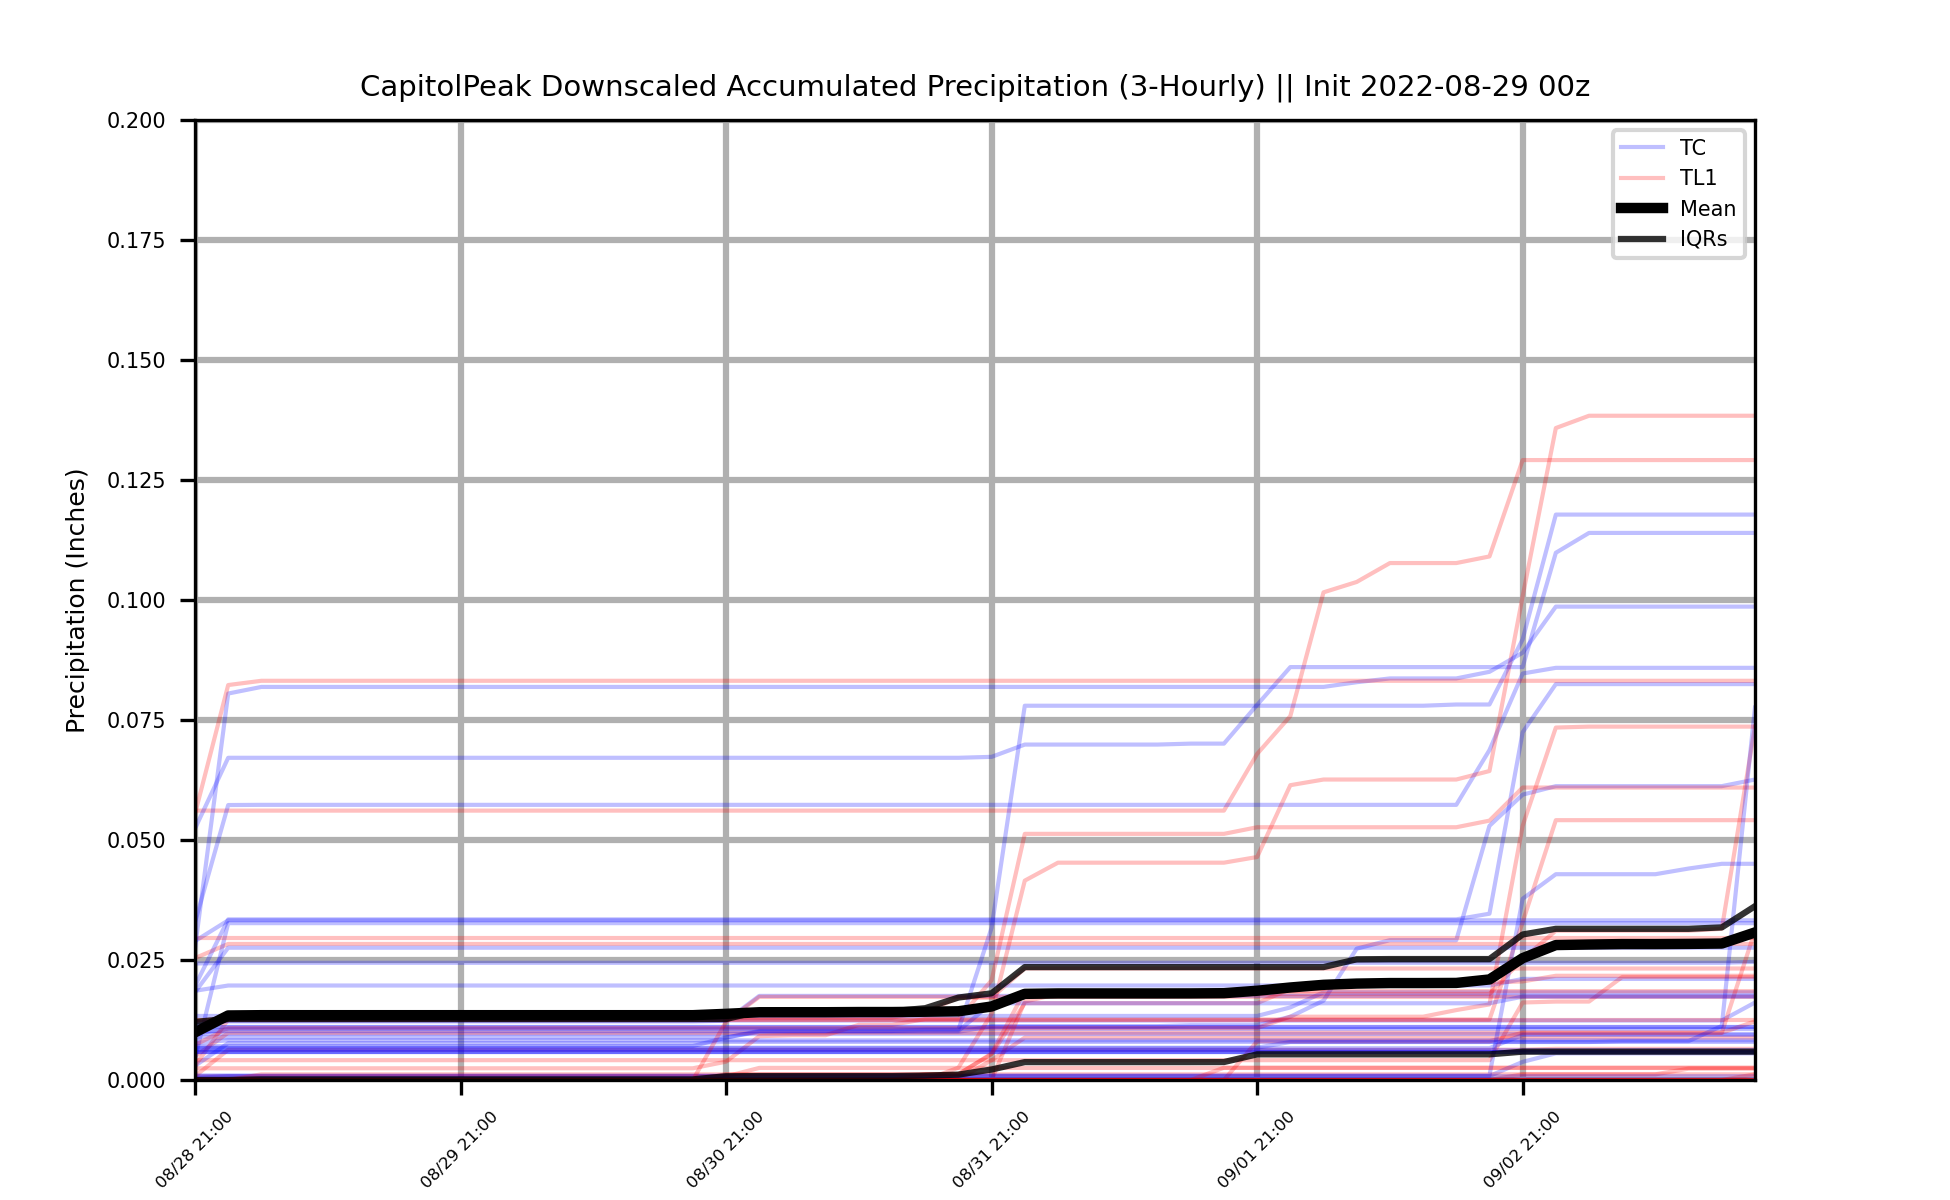 CapitolPeak Downscaled Accumulated Precipitation (3-Hourly) || Init 2022-08-29 00z
0.200
0.175
0.150
0.125
0.100
0.075
0.050
0.025
0.000
Precipitation (Inches)
TC
TL1
Mean
IQRs
08/28 21:00
08/29 21:00
08/30 21:00
08/31 21:00
09/01 21:00
09/02 21:00